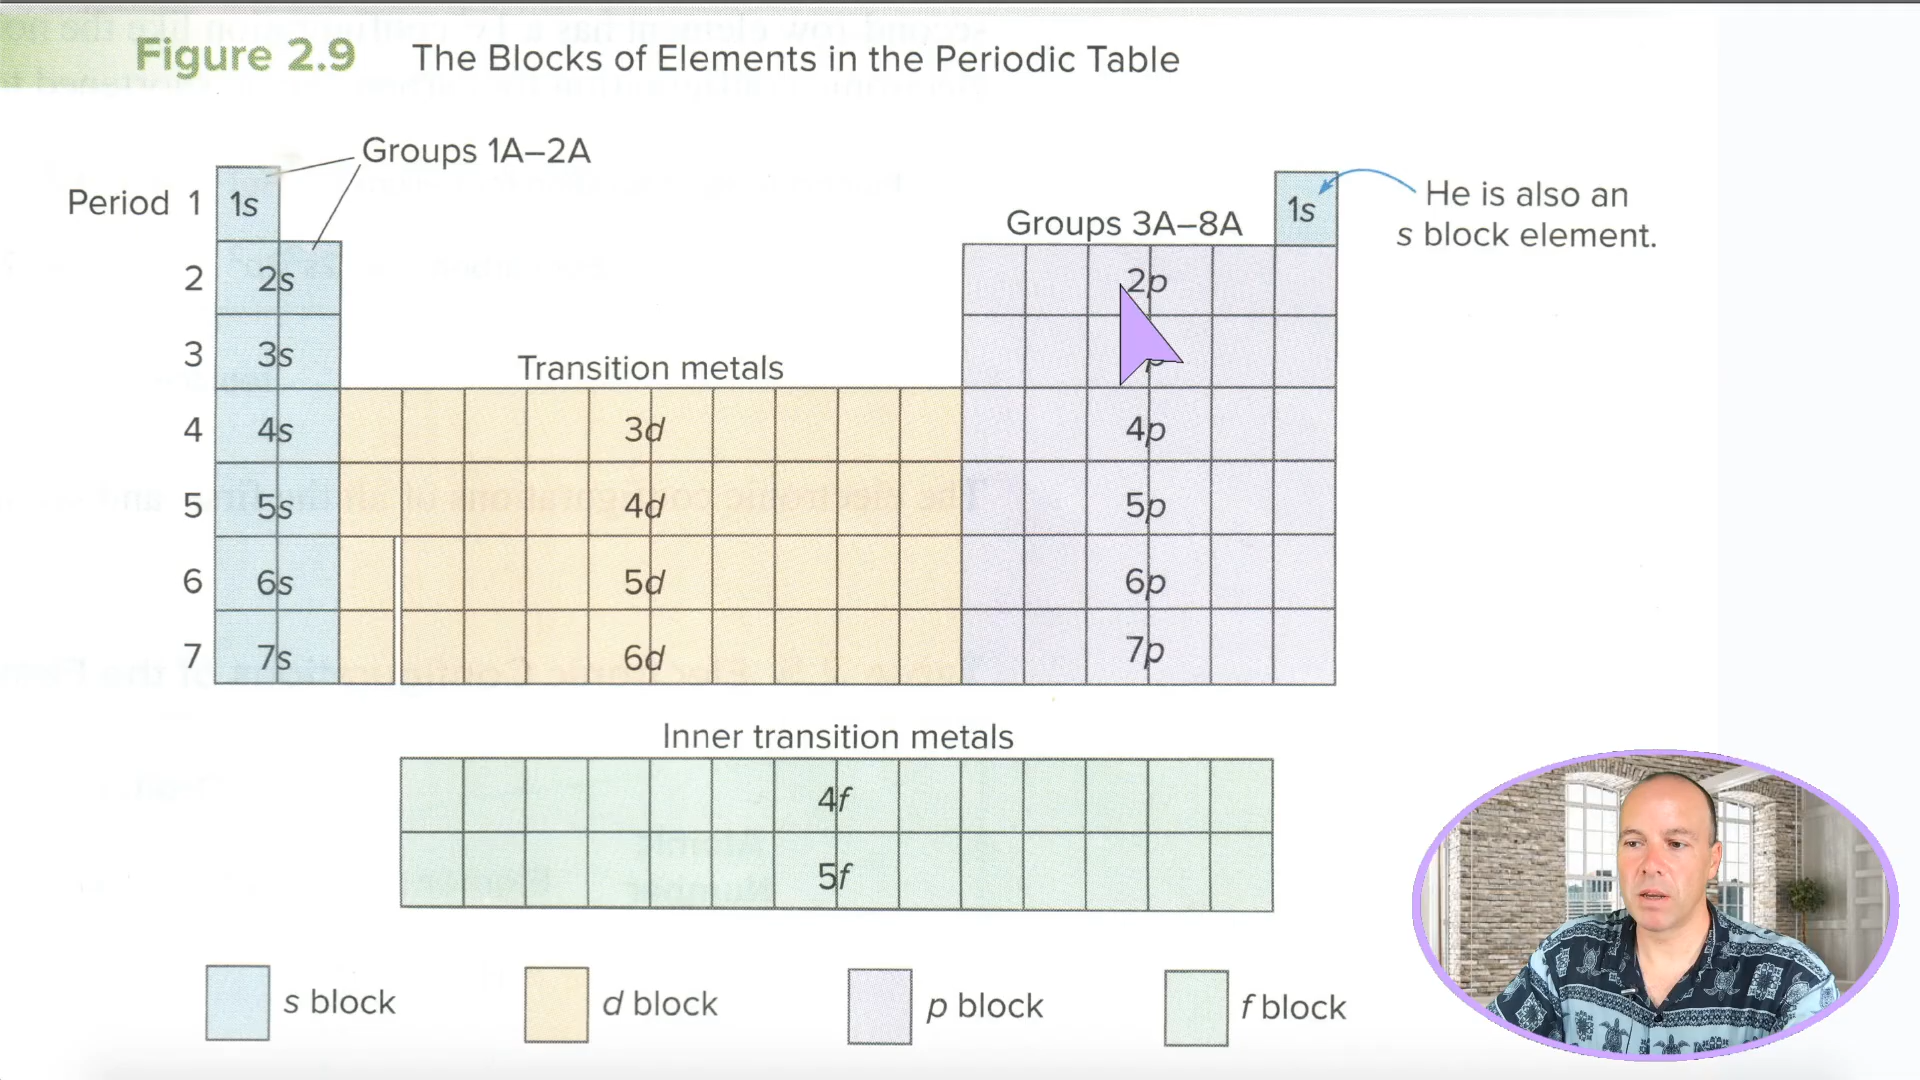 Figure 2.9 The Blocks of Elements in the Periodic Table
Groups 1A–2A
Period 1 1s
1s
He is also an
s block element.
Groups 3A–8A
2 2s 2p
3 3s
Transition metals
4 4s 3d 4p
5 5s 4d 5p
6 6s 5d 6p
7 7s 6d 7p
Inner transition metals
4f
5f
s block d block p block f block